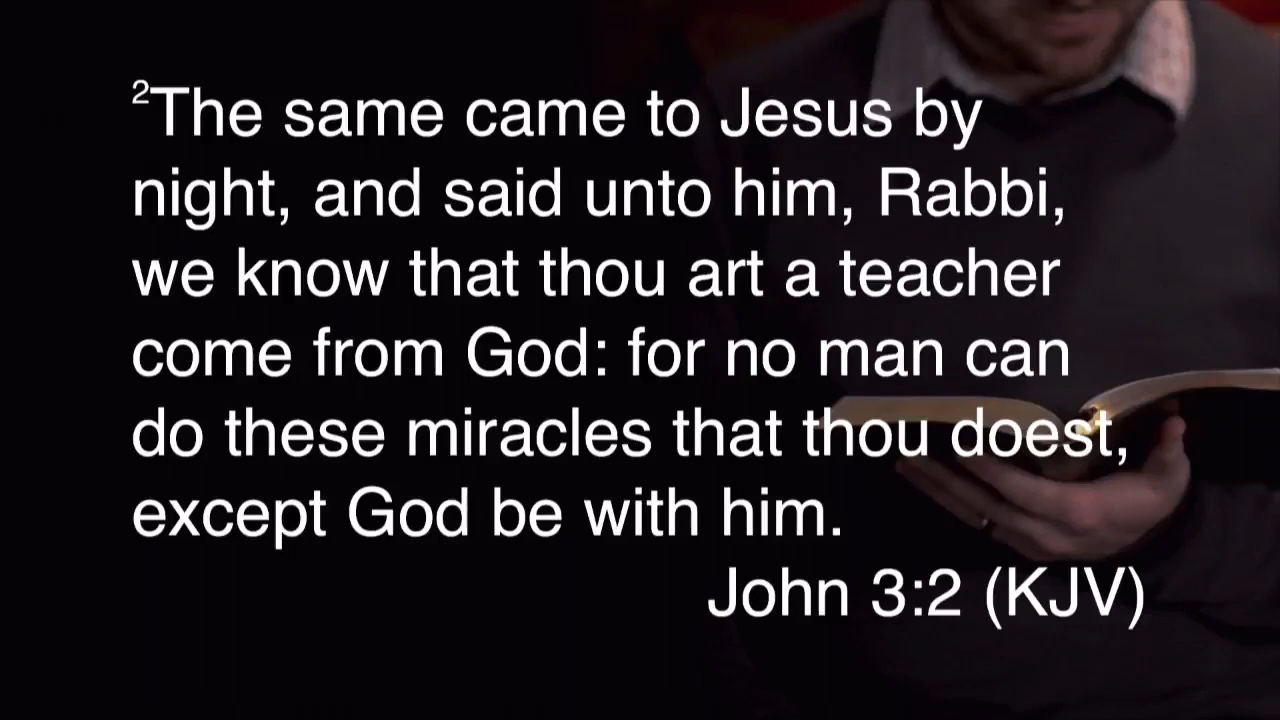 ²The same came to Jesus by
night, and said unto him, Rabbi,
we know that thou art a teacher
come from God: for no man can
do these miracles that thou doest,
except God be with him.
John 3:2 (KJV)